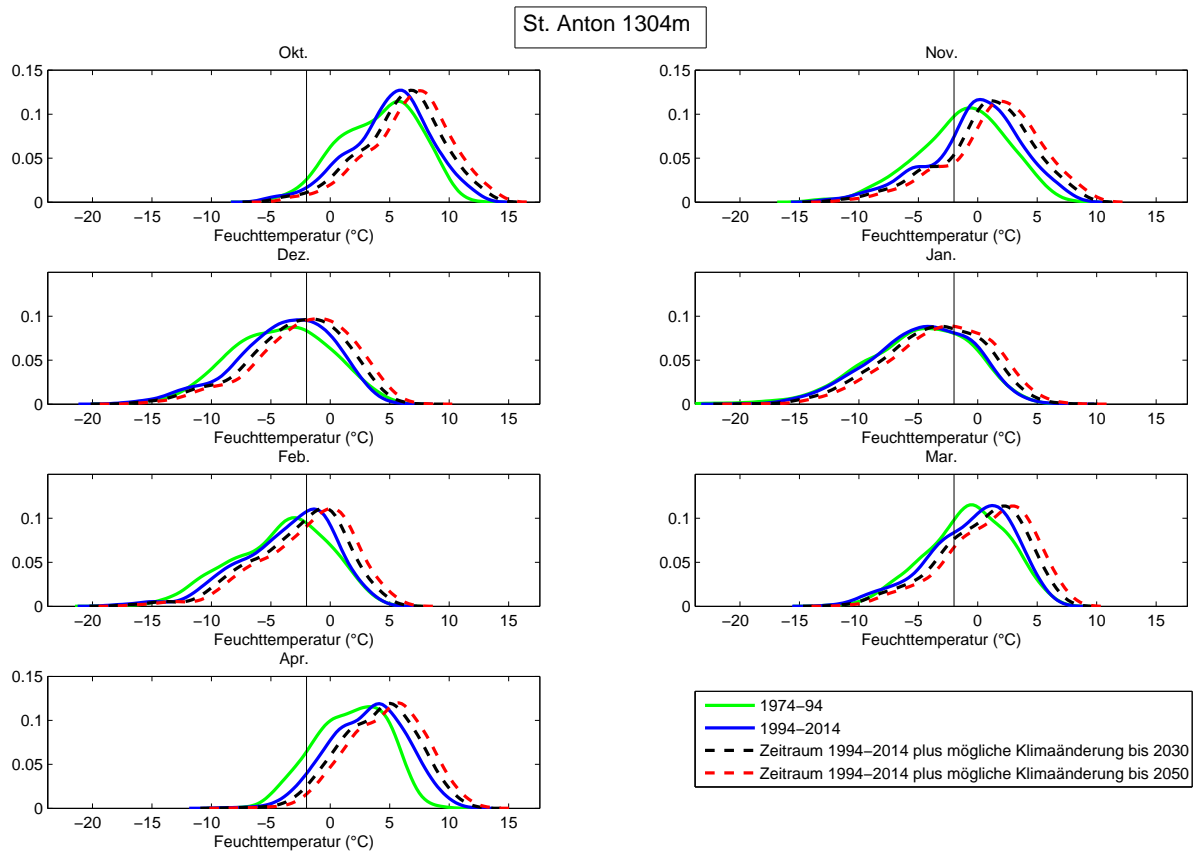 St. Anton 1304m
Okt.
0.15
0.1
0.05
0
−20 −15 −10 −5 0 5 10 15
Feuchttemperatur (°C)
Nov.
0.15
0.1
0.05
0
−20 −15 −10 −5 0 5 10 15
Feuchttemperatur (°C)
Dez.
0.1
0.05
0
−20 −15 −10 −5 0 5 10 15
Feuchttemperatur (°C)
Jan.
0.1
0.05
0
−20 −15 −10 −5 0 5 10 15
Feuchttemperatur (°C)
Feb.
0.1
0.05
0
−20 −15 −10 −5 0 5 10 15
Feuchttemperatur (°C)
Mar.
0.1
0.05
0
−20 −15 −10 −5 0 5 10 15
Feuchttemperatur (°C)
Apr.
0.15
0.1
0.05
0
−20 −15 −10 −5 0 5 10 15
Feuchttemperatur (°C)
1974−94
1994−2014
Zeitraum 1994−2014 plus mögliche Klimaänderung bis 2030
Zeitraum 1994−2014 plus mögliche Klimaänderung bis 2050